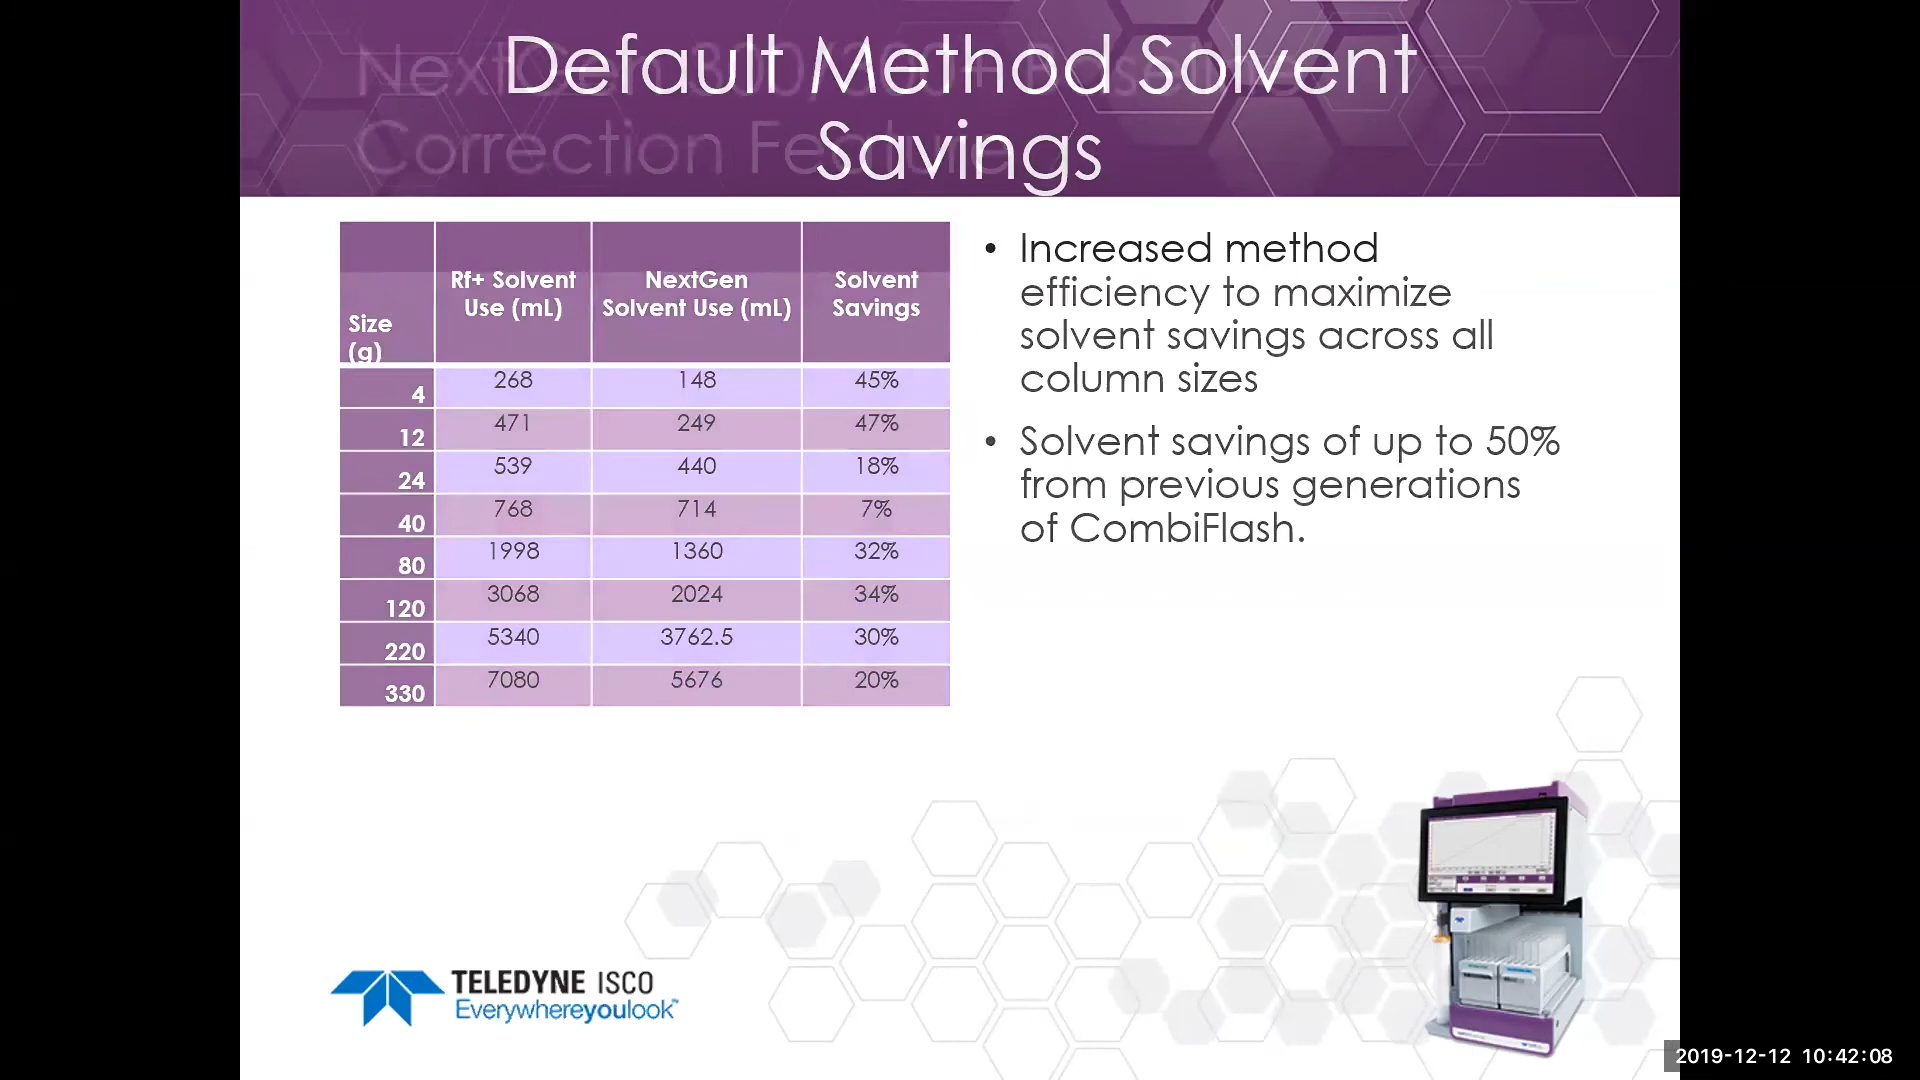 Default Method Solvent
Savings
NextGen 300/300+ Baseline
Correction Feature
Size
(g)
Rf+ Solvent
Use (mL)
NextGen
Solvent Use (mL)
Solvent
Savings
4 268 148 45%
12 471 249 47%
24 539 440 18%
40 768 714 7%
80 1998 1360 32%
120 3068 2024 34%
220 5340 3762.5 30%
330 7080 5676 20%
• Increased method
efficiency to maximize
solvent savings across all
column sizes
• Solvent savings of up to 50%
from previous generations
of CombiFlash.
TELEDYNE ISCO
Everywhereyoulook™
2019-12-12 10:42:08